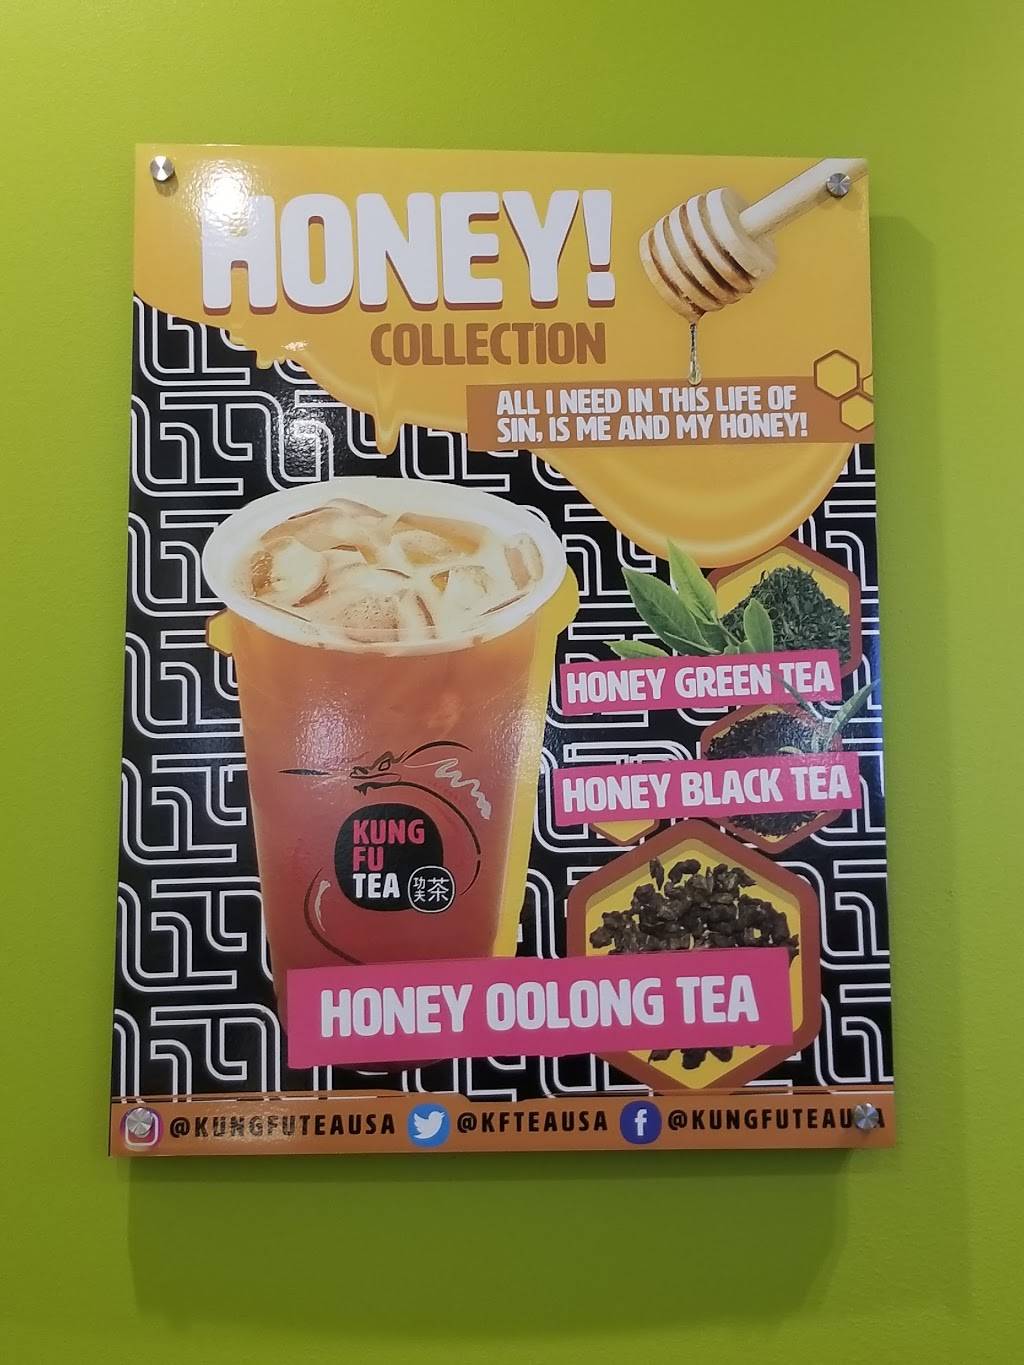 HONEY!
COLLECTION
ALL I NEED IN THIS LIFE OF
SIN, IS ME AND MY HONEY!
HONEY GREEN TEA
HONEY BLACK TEA
KUNG
FU
TEA
功夫
茶
HONEY OOLONG TEA
@KUNGFUTEAUSA @KFTEAUSA @KUNGFUTEAUSA